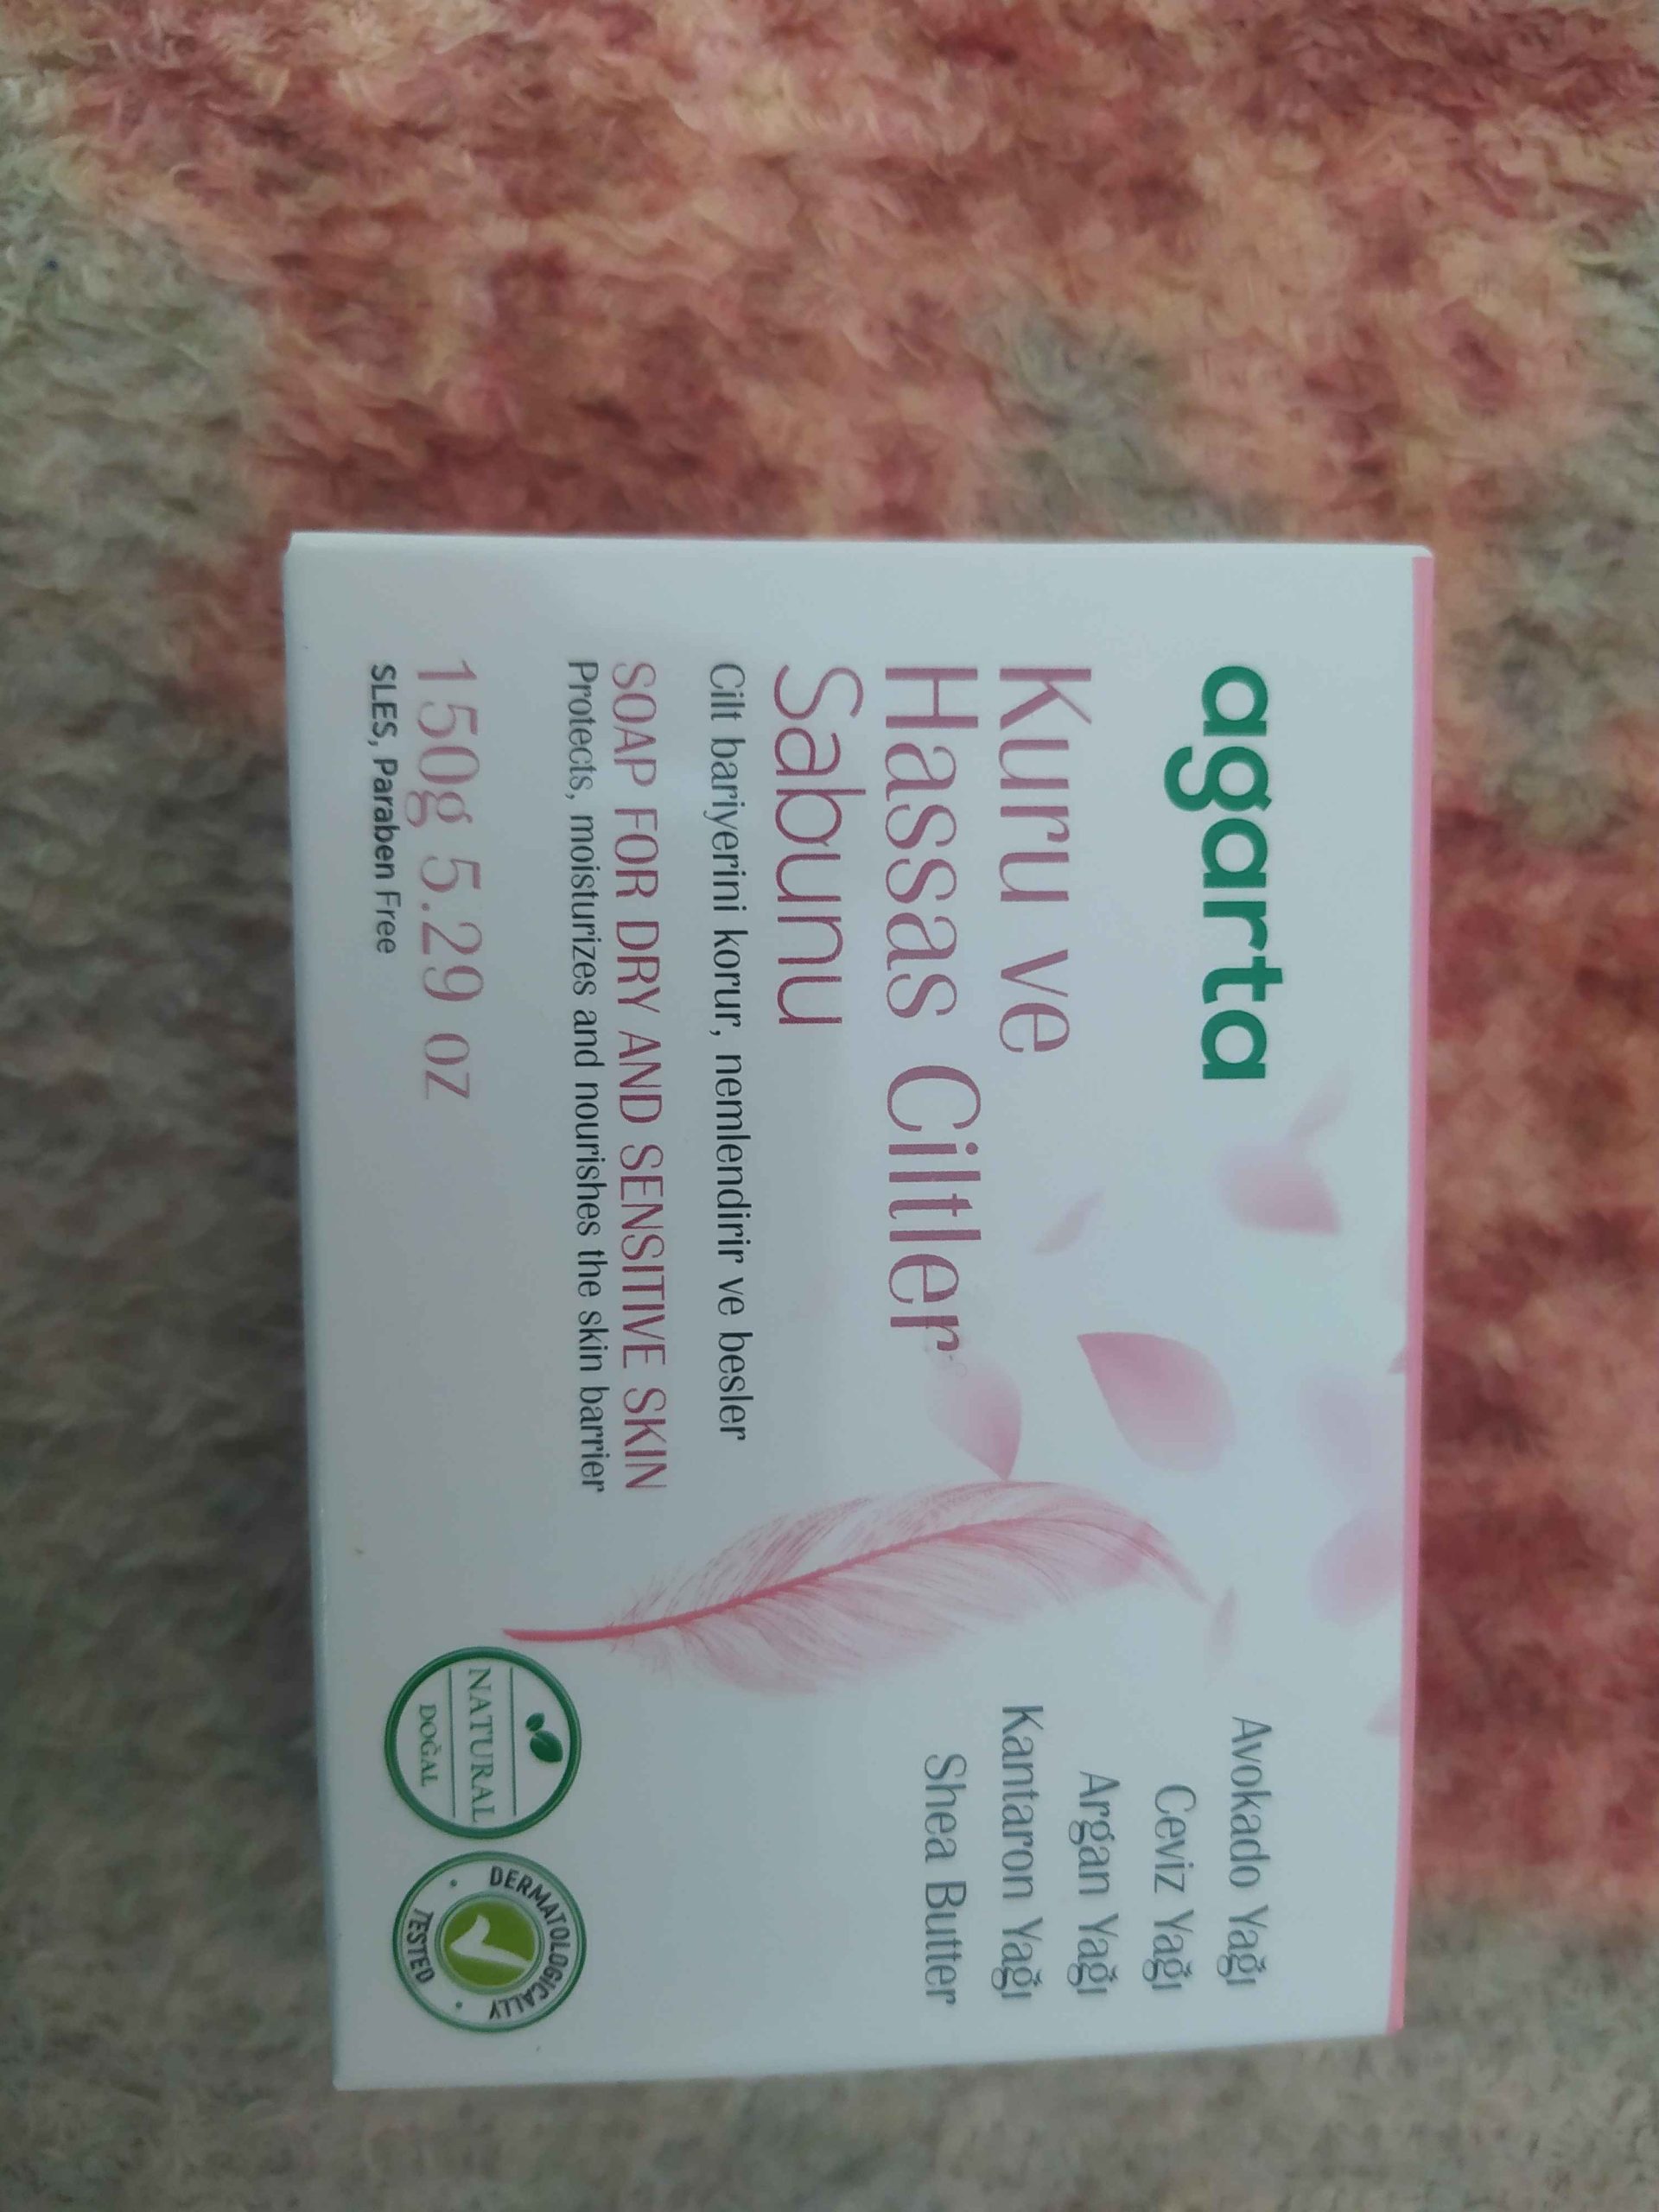 agarta
Kuru ve
Hassas Ciltler
Sabunu
Cilt bariyerini korur, nemlendirir ve besler
SOAP FOR DRY AND SENSITIVE SKIN
Protects, moisturizes and nourishes the skin barrier
150g 5.29 oz
SLES, Paraben Free
Avokado Yağı
Ceviz Yağı
Argan Yağı
Kantaron Yağı
Shea Butter
NATURAL
DOĞAL
DERMATOLOGICALLY
TESTED